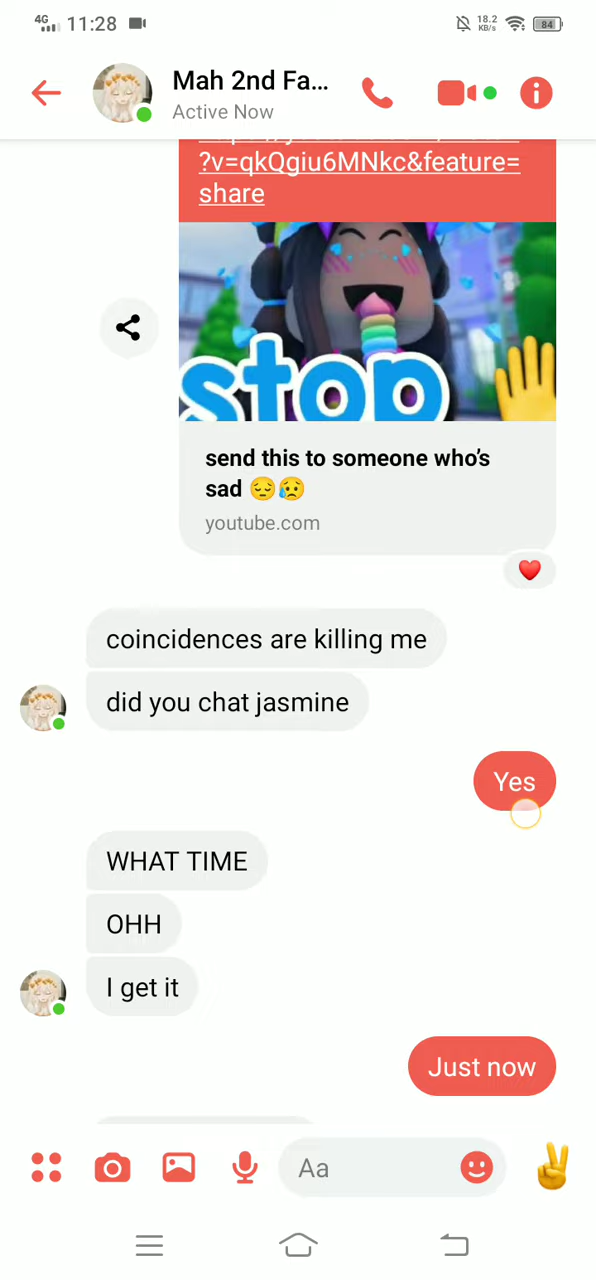 4G 11:28 18.2 KB/s 84
Mah 2nd Fa...
Active Now
?v=qkQgiu6MNkc&feature=
share
stop
send this to someone who's
sad 😔😥
youtube.com
coincidences are killing me
did you chat jasmine
Yes
WHAT TIME
OHH
I get it
Just now
Aa